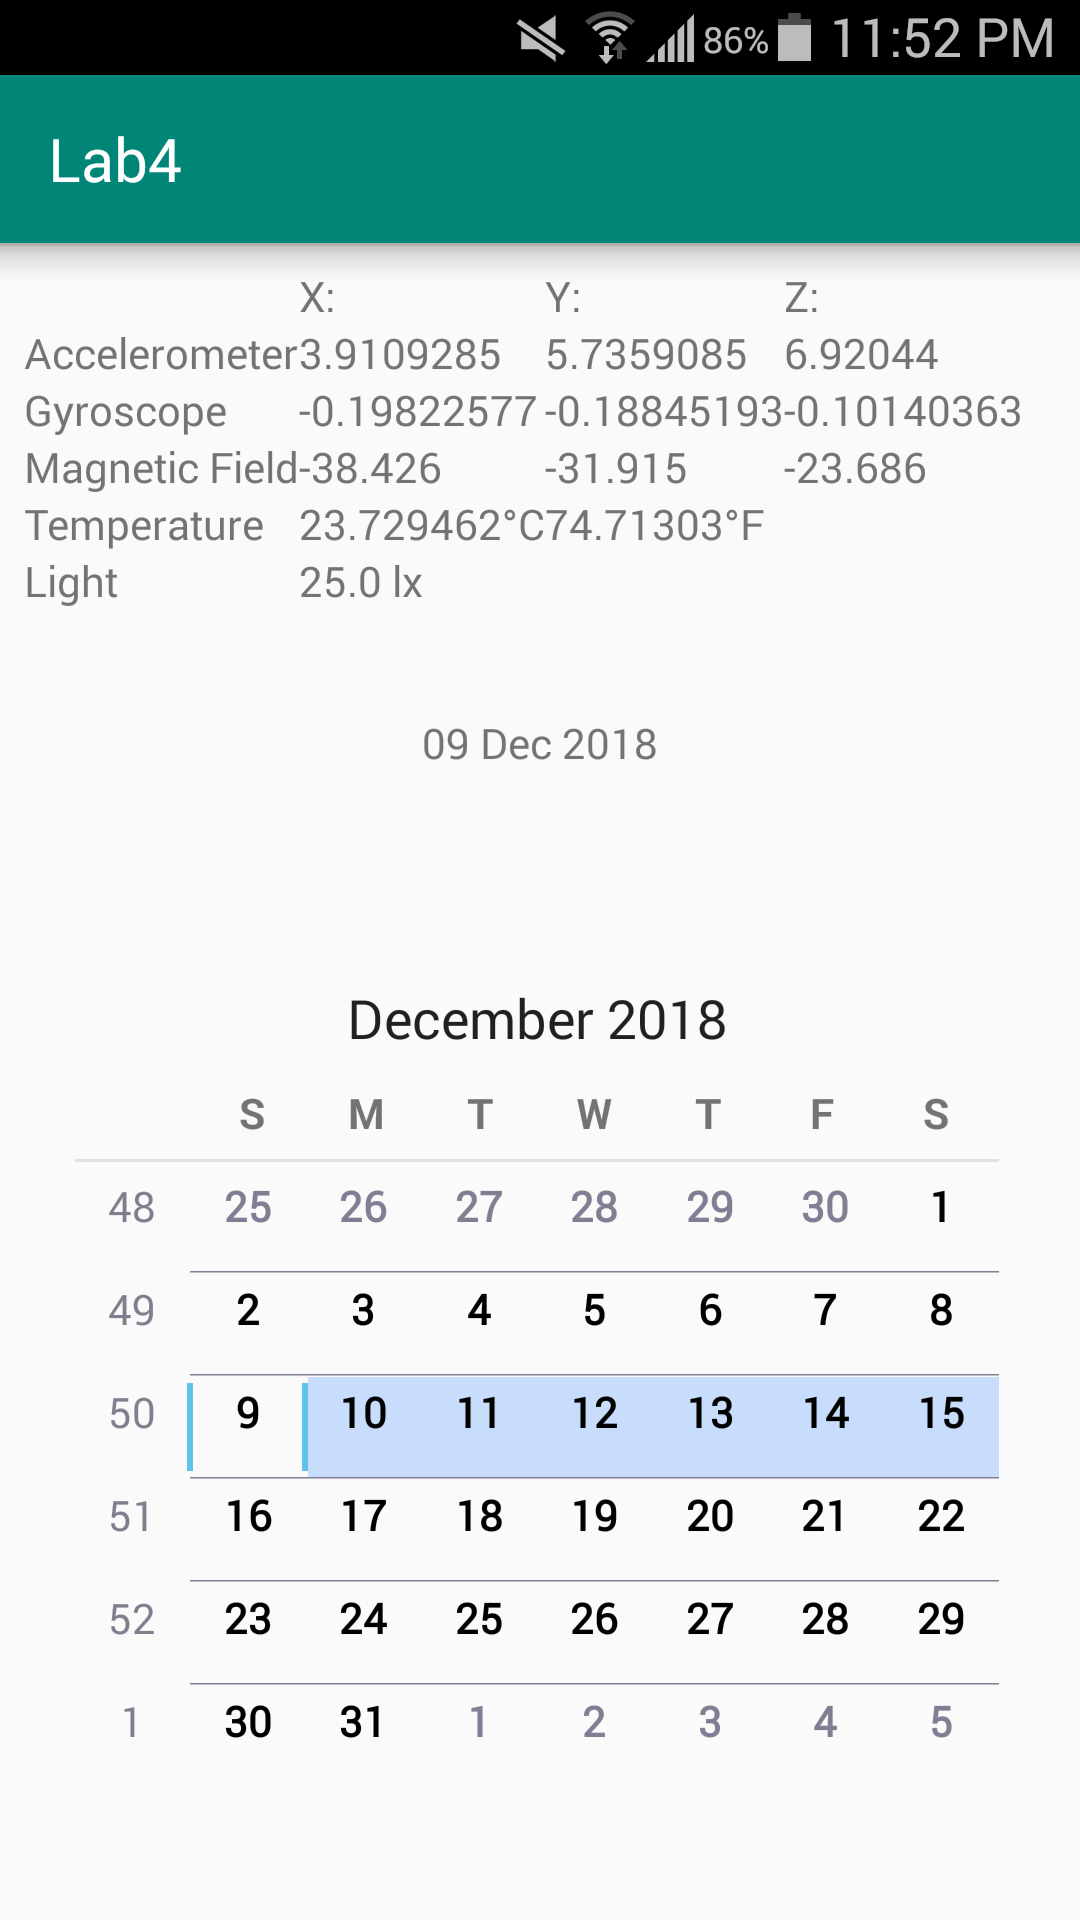 86% 11:52 PM
Lab4
X: Y: Z:
Accelerometer 3.9109285 5.7359085 6.92044
Gyroscope -0.19822577 -0.18845193 -0.10140363
Magnetic Field -38.426 -31.915 -23.686
Temperature 23.729462°C 74.71303°F
Light 25.0 lx
09 Dec 2018
December 2018
S M T W T F S
48 25 26 27 28 29 30 1
49 2 3 4 5 6 7 8
50 9 10 11 12 13 14 15
51 16 17 18 19 20 21 22
52 23 24 25 26 27 28 29
1 30 31 1 2 3 4 5